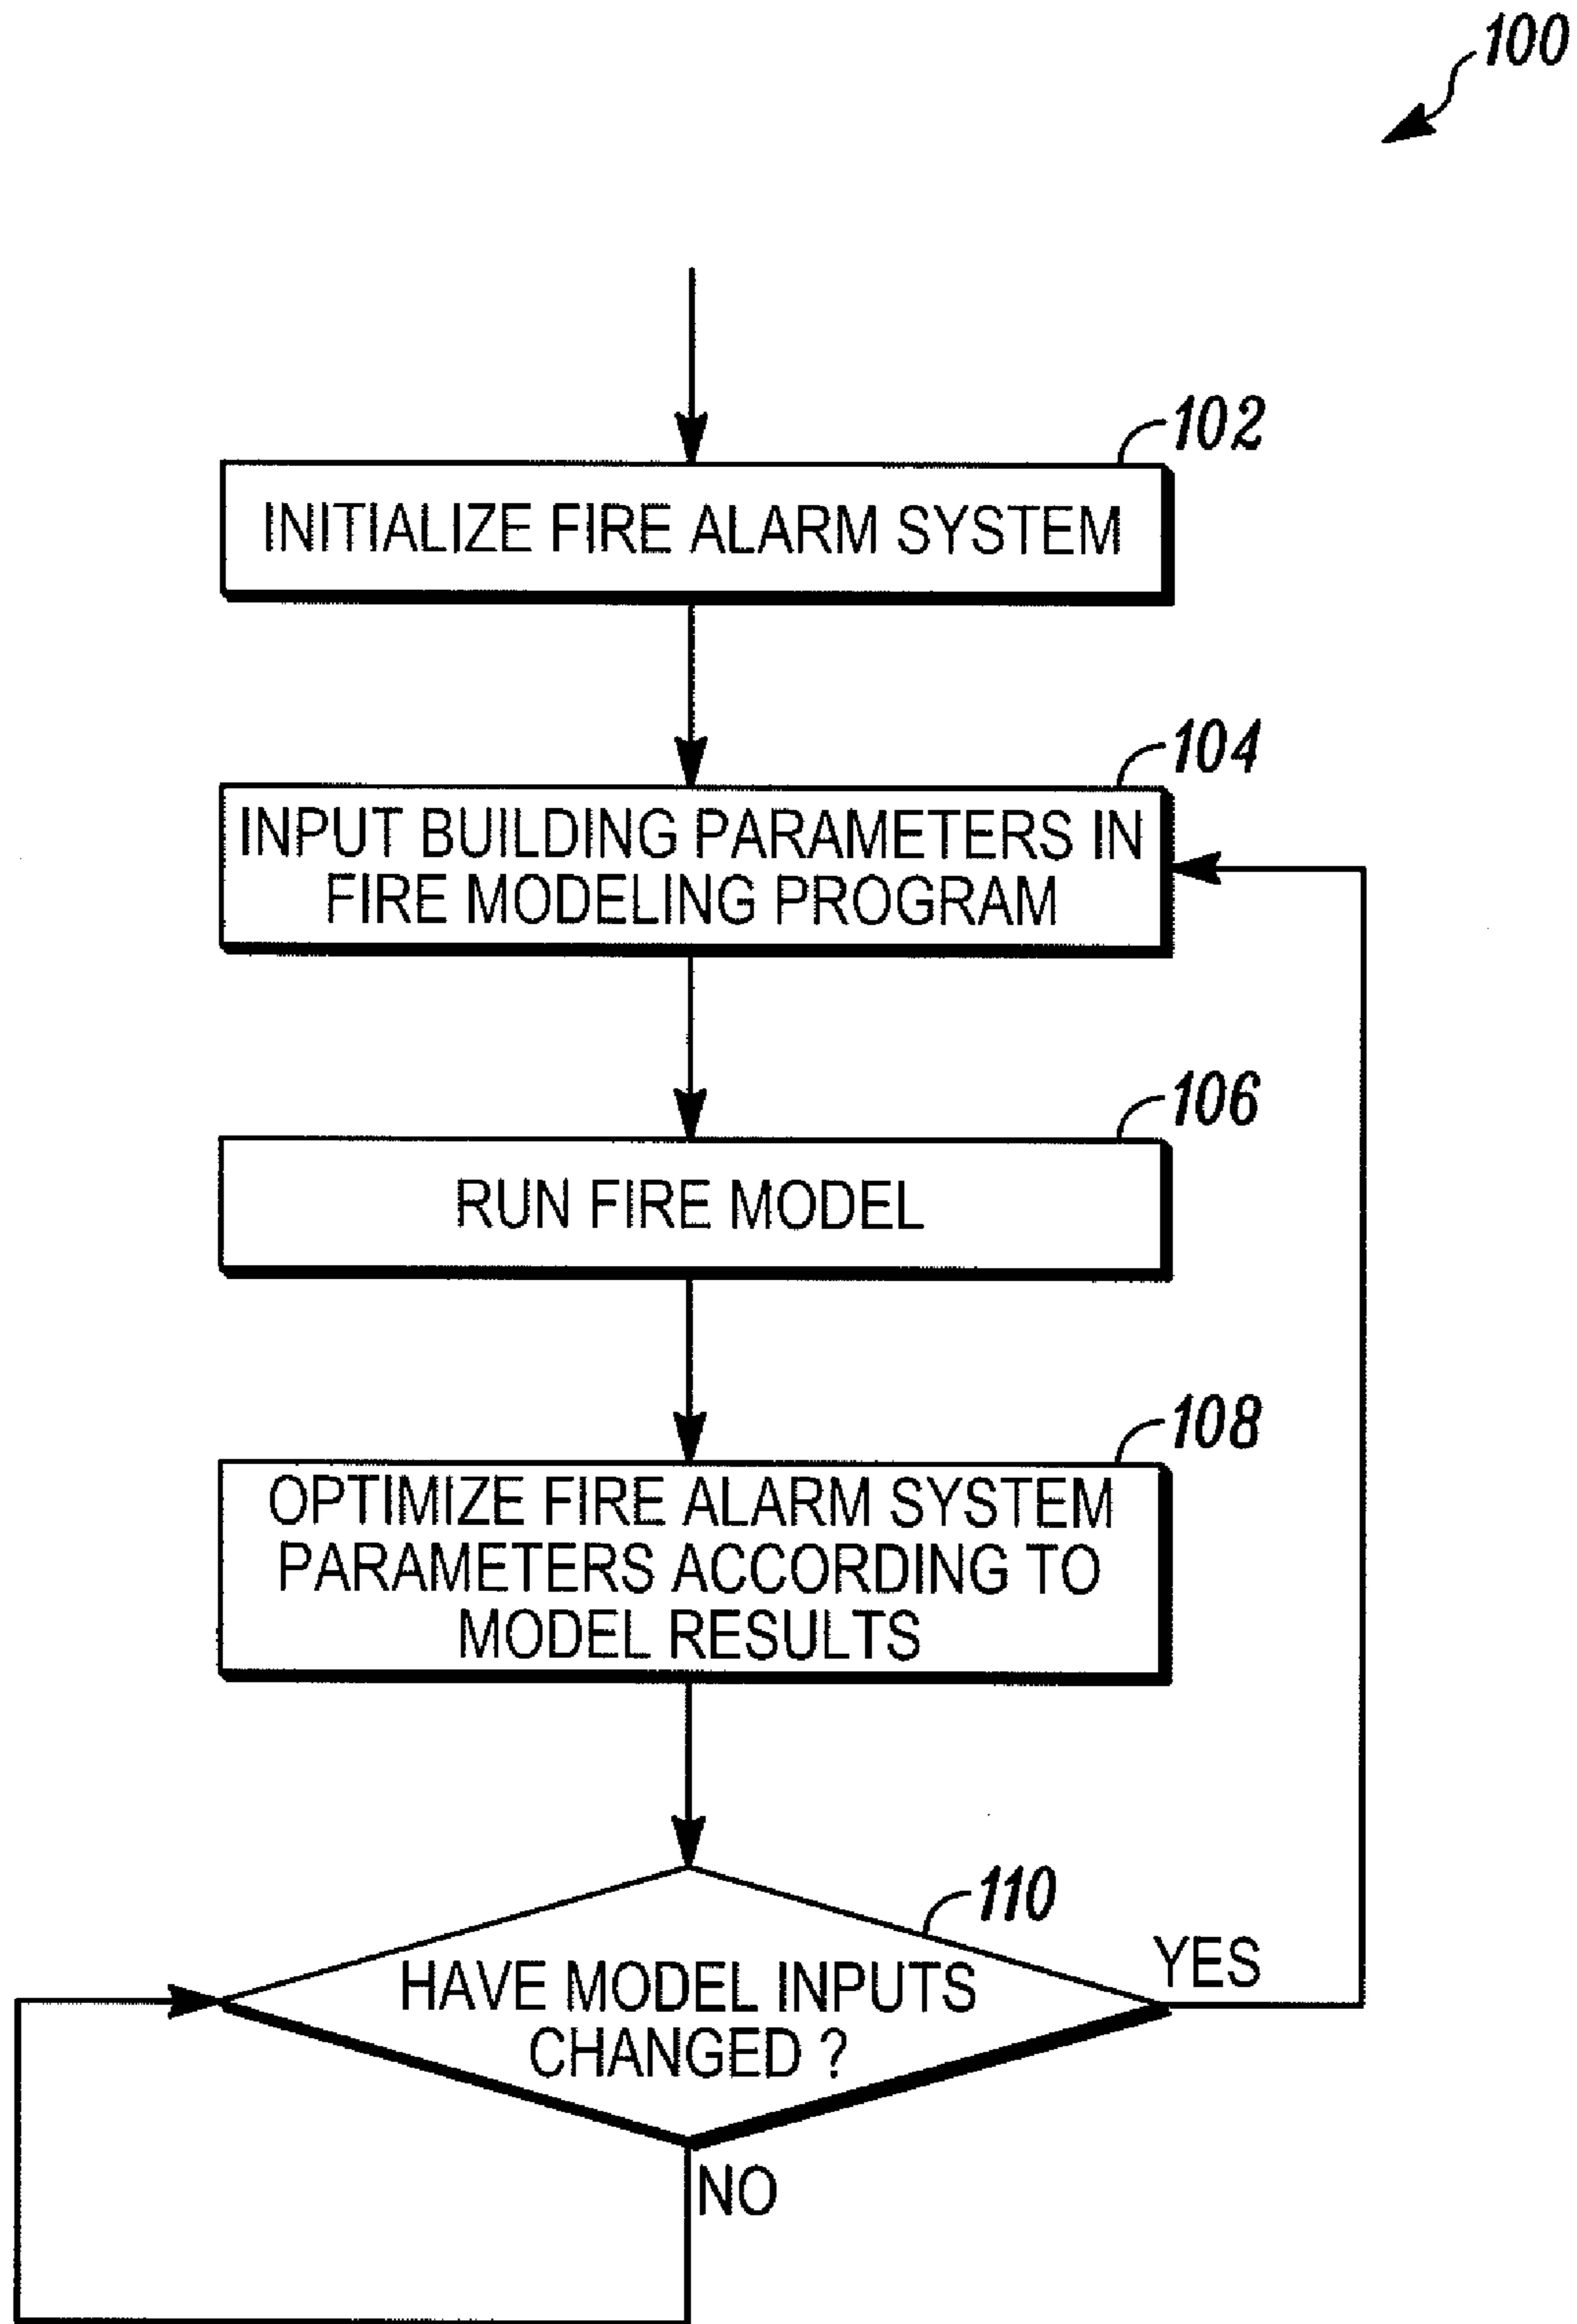 100
102
INITIALIZE FIRE ALARM SYSTEM
104
INPUT BUILDING PARAMETERS IN
FIRE MODELING PROGRAM
106
RUN FIRE MODEL
108
OPTIMIZE FIRE ALARM SYSTEM
PARAMETERS ACCORDING TO
MODEL RESULTS
110
YES
HAVE MODEL INPUTS
CHANGED ?
NO